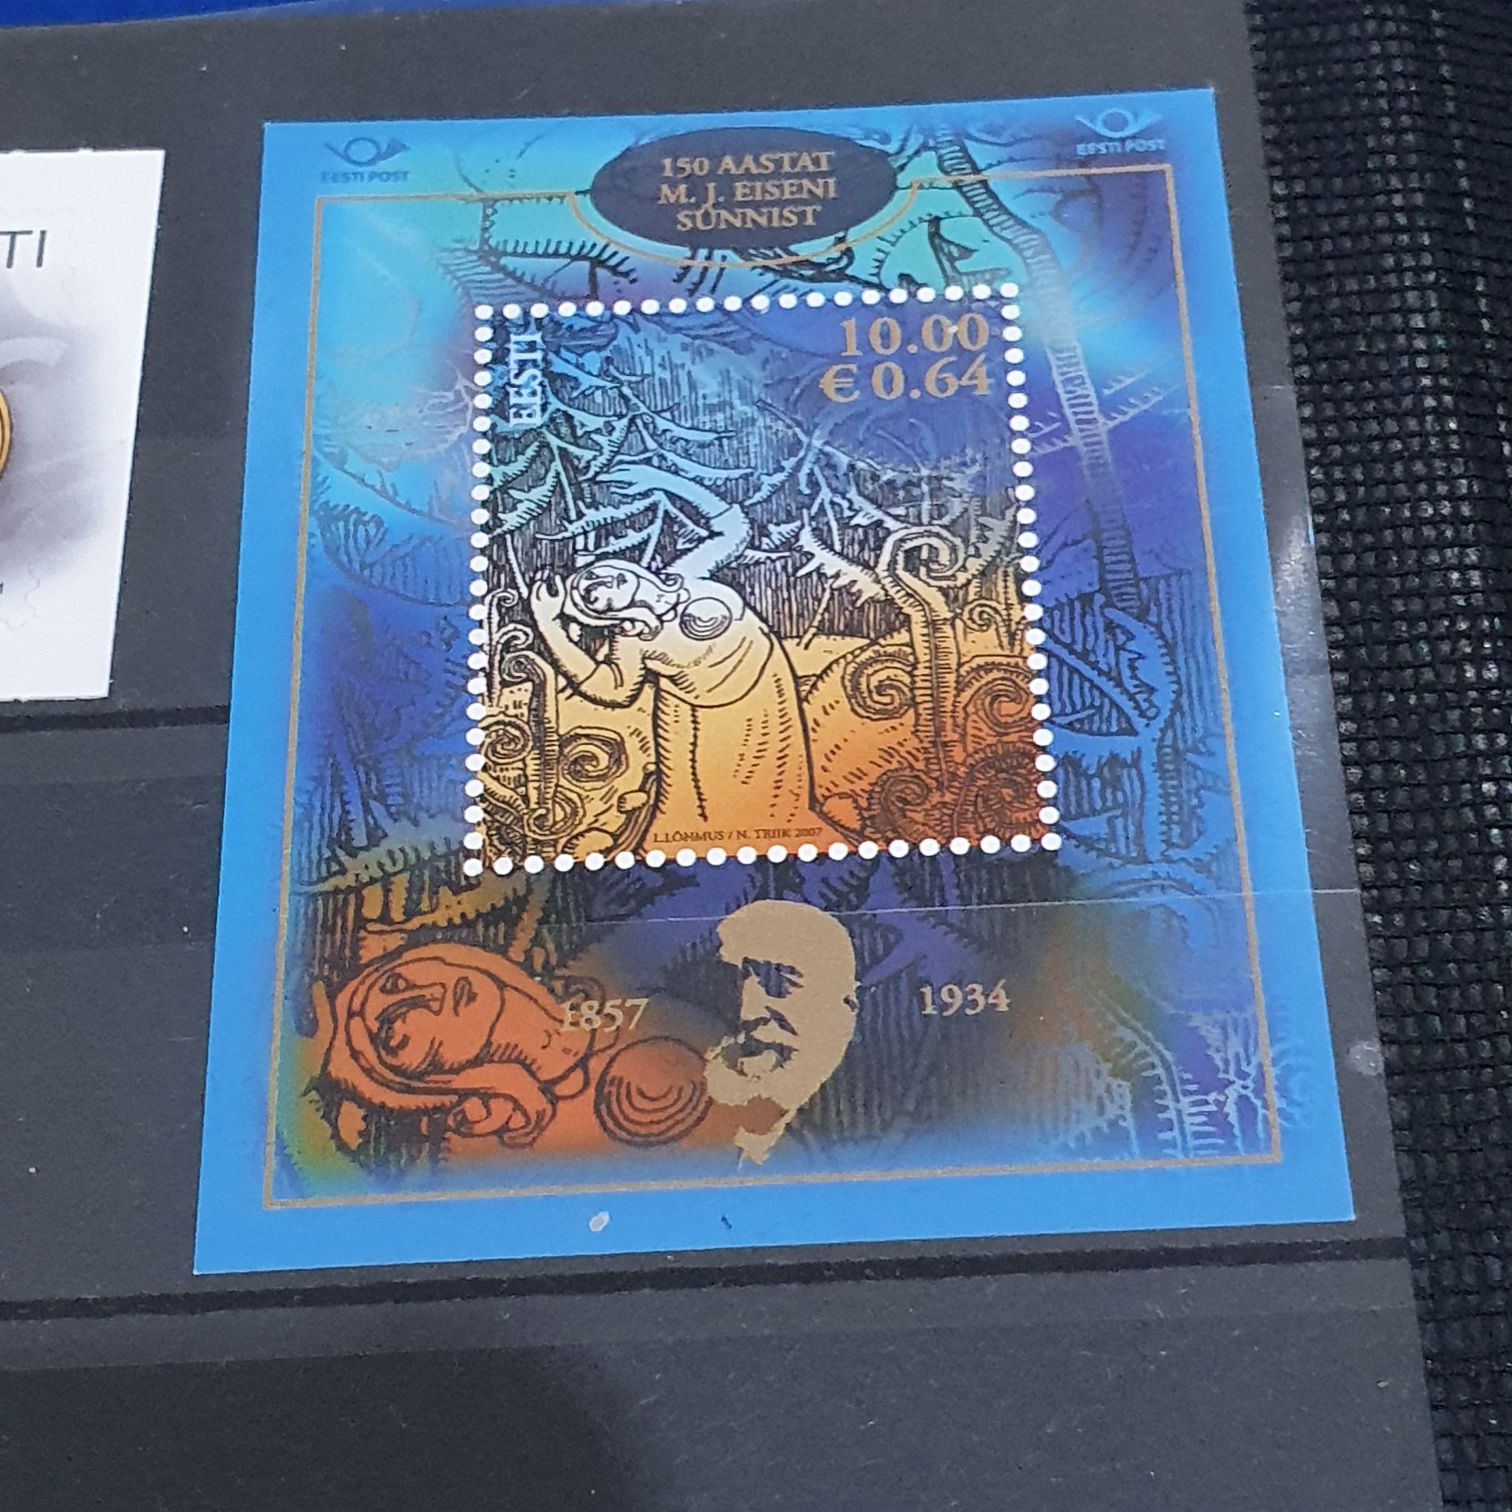 TI
EESTI POST
EESTI POST
150 AASTAT
M. J. EISENI
SÜNNIST
EESTI
10.00
€ 0.64
L.LÕHMUS / N. TRIIK 2007
1857
1934